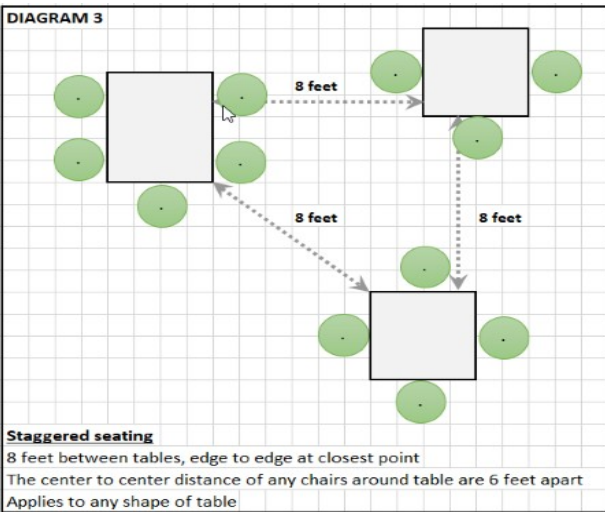 DIAGRAM 3
8 feet
8 feet
8 feet
Staggered seating
8 feet between tables, edge to edge at closest point
The center to center distance of any chairs around table are 6 feet apart
Applies to any shape of table